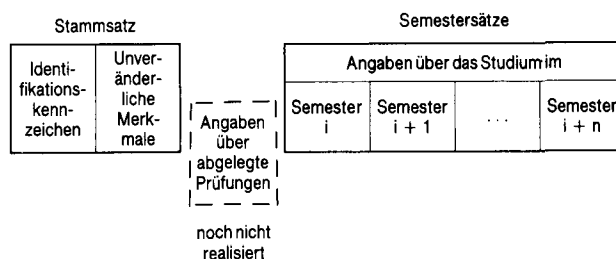 Stammsatz
Semestersätze
Identi-
fikations-
kenn-
zeichen
Unver-
änder-
liche
Merk-
male
Angaben
über
abgelegte
Prüfungen
noch nicht
realisiert
Angaben über das Studium im
Semester
i
Semester
i + 1
. . .
Semester
i + n